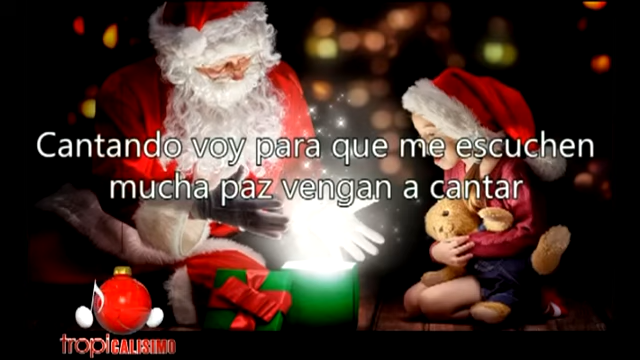 Cantando voy para que me escuchen
mucha paz vengan a cantar
tropiCALISIMO